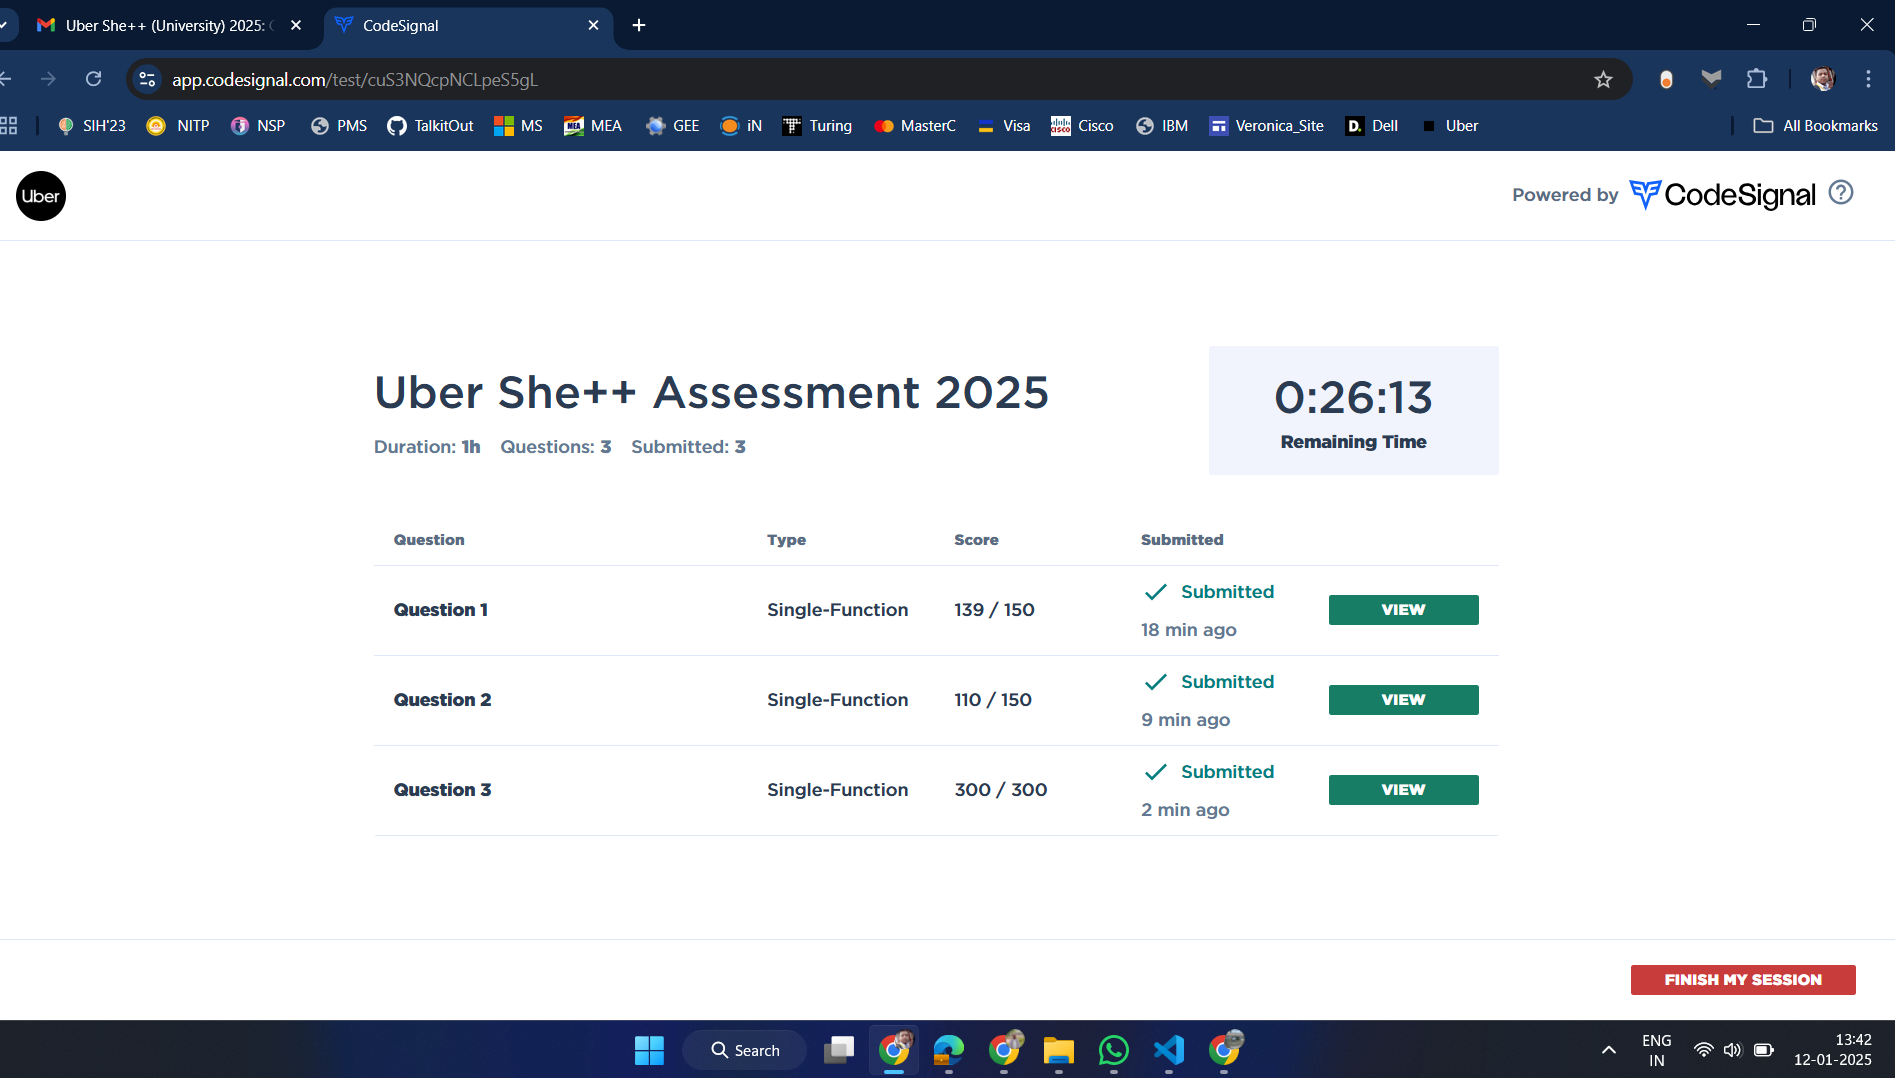 Uber She++ (University) 2025:
CodeSignal
app.codesignal.com/test/cuS3NQcpNCLpeS5gL
SIH'23 NITP NSP PMS TalkitOut MS MEA GEE iN Turing MasterC Visa Cisco IBM Veronica_Site Dell Uber All Bookmarks
Uber
Powered by CodeSignal
Uber She++ Assessment 2025
Duration: 1h Questions: 3 Submitted: 3
0:26:13
Remaining Time
Question Type Score Submitted
Question 1 Single-Function 139 / 150 Submitted 18 min ago VIEW
Question 2 Single-Function 110 / 150 Submitted 9 min ago VIEW
Question 3 Single-Function 300 / 300 Submitted 2 min ago VIEW
FINISH MY SESSION
Search
ENG
IN
13:42
12-01-2025